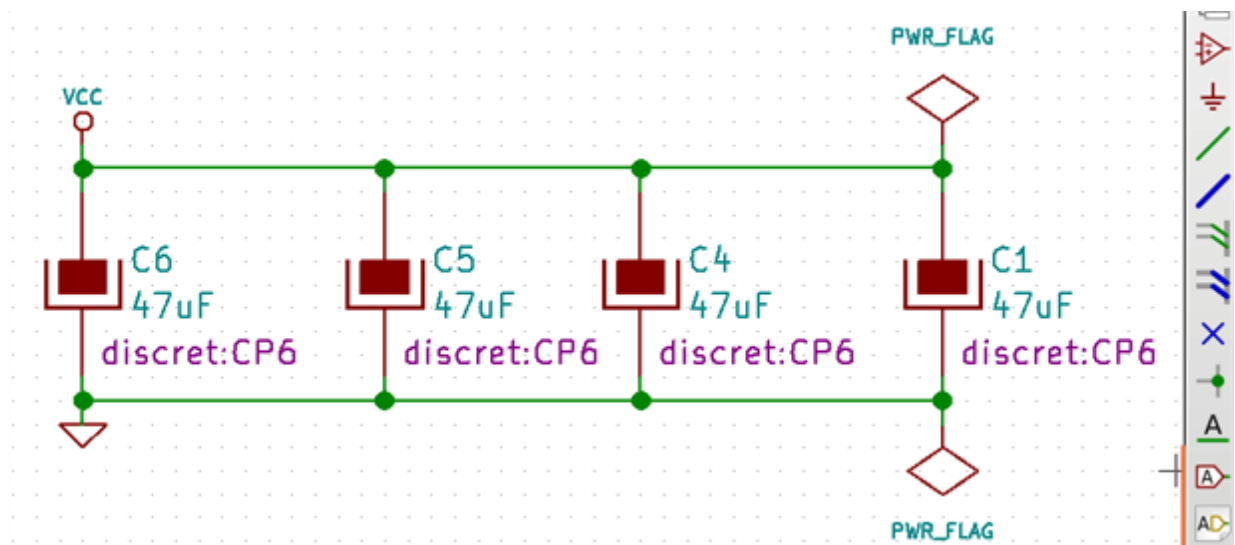 PWR_FLAG
VCC
C6
47uF
discret:CP6
C5
47uF
discret:CP6
C4
47uF
discret:CP6
C1
47uF
discret:CP6
PWR_FLAG
A
A
AD